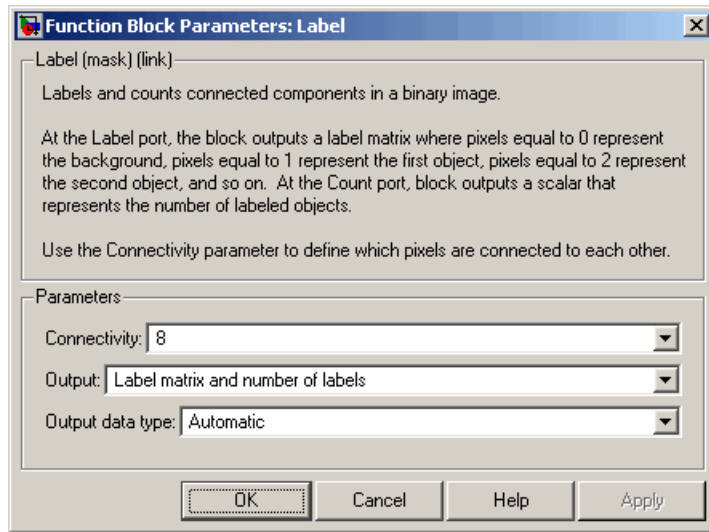 Function Block Parameters: Label
Label (mask) (link)
Labels and counts connected components in a binary image.
At the Label port, the block outputs a label matrix where pixels equal to 0 represent
the background, pixels equal to 1 represent the first object, pixels equal to 2 represent
the second object, and so on.  At the Count port, block outputs a scalar that
represents the number of labeled objects.
Use the Connectivity parameter to define which pixels are connected to each other.
Parameters
Connectivity: 8
Output: Label matrix and number of labels
Output data type: Automatic
OK Cancel Help Apply